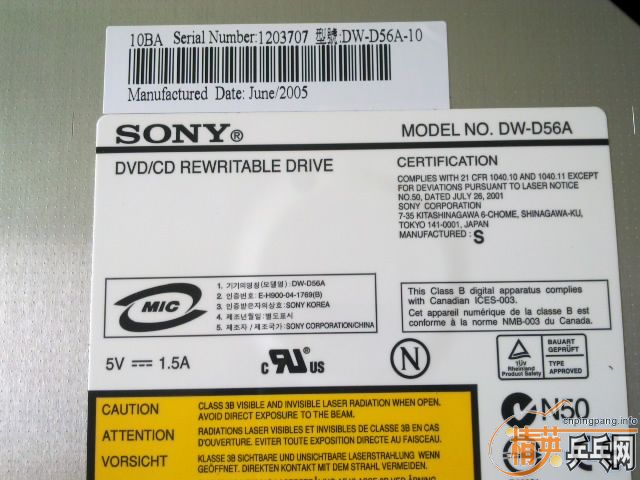 10BA Serial Number:1203707 型號:DW-D56A-10
Manufactured Date: June/2005
SONY®
MODEL NO. DW-D56A
DVD/CD REWRITABLE DRIVE
CERTIFICATION
COMPLIES WITH 21 CFR 1040.10 AND 1040.11 EXCEPT
FOR DEVIATIONS PURSUANT TO LASER NOTICE
NO.50, DATED JULY 26, 2001
SONY CORPORATION
7-35 KITASHINAGAWA 6-CHOME, SHINAGAWA-KU,
TOKYO 141-0001, JAPAN
MANUFACTURED: S
MIC
1. 기기의명칭(모델명) : DW-D56A
2. 인증번호: E-H900-04-1769(B)
3. 인증받은자의상호: SONY KOREA
4. 제조년월일: 별도표시
5. 제조자 / 제조국가: SONY CORPORATION/CHINA
This Class B digital apparatus complies
with Canadian ICES-003.
Cet appareil numérique de la classe B est
conforme à la norme NMB-003 du Canada.
5V 1.5A
c RU® US
N
TÜV
Rheinland
Product Safety
BAUART
GEPRÜFT
TYPE
APPROVED
CAUTION
CLASS 3B VISIBLE AND INVISIBLE LASER RADIATION WHEN OPEN.
AVOID DIRECT EXPOSURE TO THE BEAM.
ATTENTION
RADIATIONS LASER VISIBLES ET INVISIBLES DE CLASSE 3B EN CAS
D'OUVERTURE. EVITER TOUTE EXPOSITION DIRECTE AU FAISCEAU.
VORSICHT
KLASSE 3B SICHTBARE UND UNSICHTBARE LASERSTRAHLUNG WENN
GEÖFFNET. DIREKTEN KONTAKT MIT DEM STRAHL VERMEIDEN.
N50
cnpingpang.info
精英乒乓网